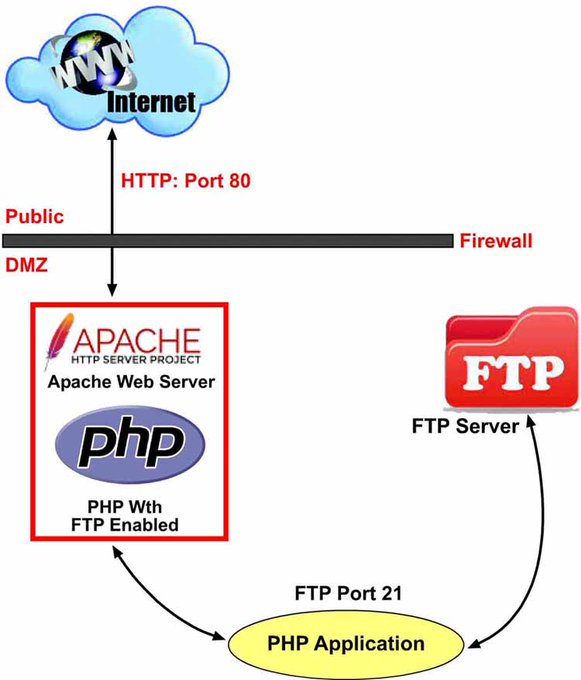 WWW
Internet
HTTP: Port 80
Public
Firewall
DMZ
APACHE
HTTP SERVER PROJECT
Apache Web Server
php
PHP Wth
FTP Enabled
FTP
FTP Server
FTP Port 21
PHP Application